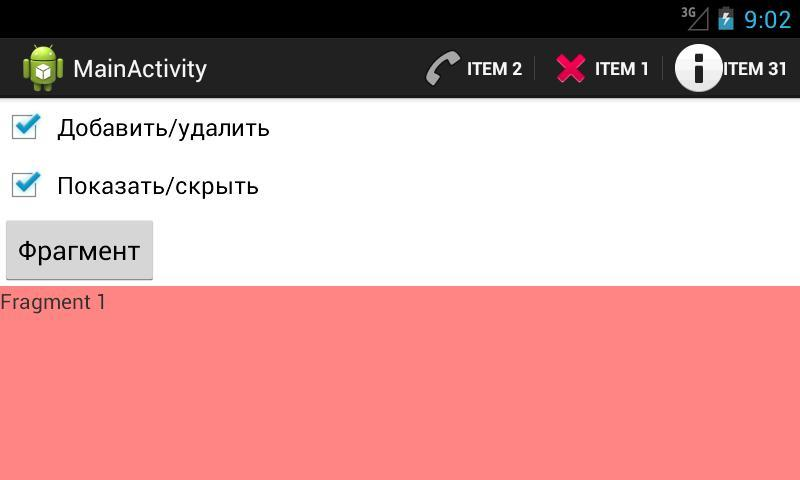 3G 9:02
MainActivity ITEM 2 ITEM 1 ITEM 31
Добавить/удалить
Показать/скрыть
Фрагмент
Fragment 1